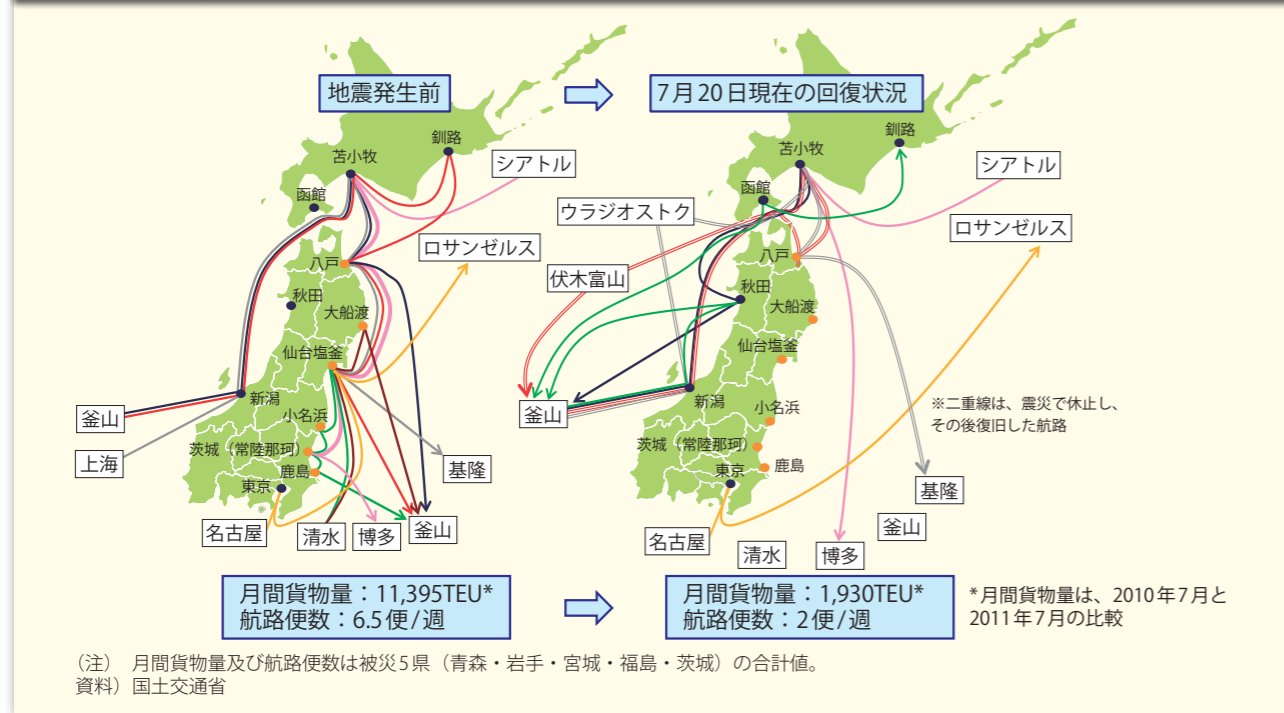 地震発生前
7月20日現在の回復状況
釧路
苫小牧
シアトル
函館
ロサンゼルス
八戸
秋田
大船渡
仙台塩釜
新潟
釜山
小名浜
上海
茨城（常陸那珂）
基隆
鹿島
東京
名古屋
清水
博多
釜山
釧路
苫小牧
シアトル
函館
ウラジオストク
ロサンゼルス
八戸
伏木富山
秋田
大船渡
仙台塩釜
釜山
新潟
※二重線は、震災で休止し、
その後復旧した航路
小名浜
茨城（常陸那珂）
東京
鹿島
基隆
釜山
名古屋
清水
博多
月間貨物量：11,395TEU*
航路便数：6.5便/週
月間貨物量：1,930TEU*
航路便数：2便/週
*月間貨物量は、2010年7月と
2011年7月の比較
（注）　月間貨物量及び航路便数は被災5県（青森・岩手・宮城・福島・茨城）の合計値。
資料）国土交通省